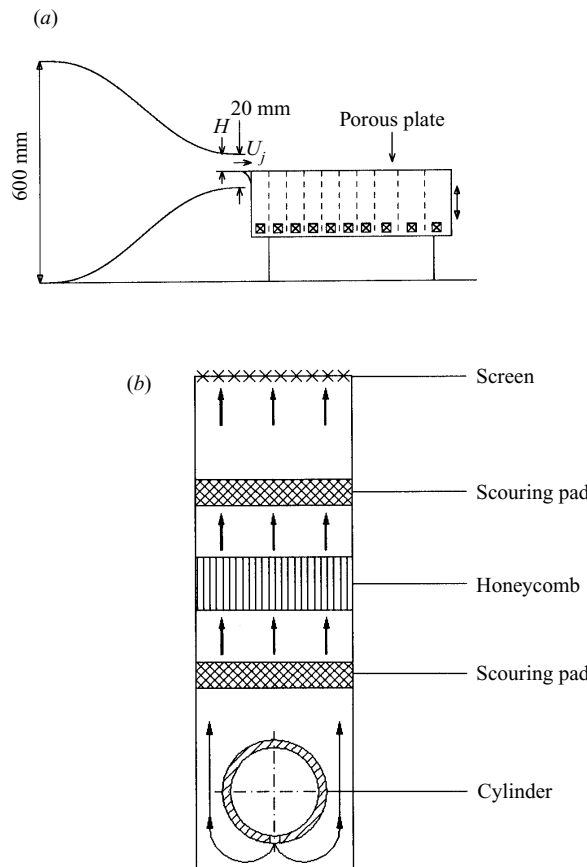 (a)
20 mm
H
U_j
Porous plate
600 mm
(b)
Screen
Scouring pad
Honeycomb
Scouring pad
Cylinder